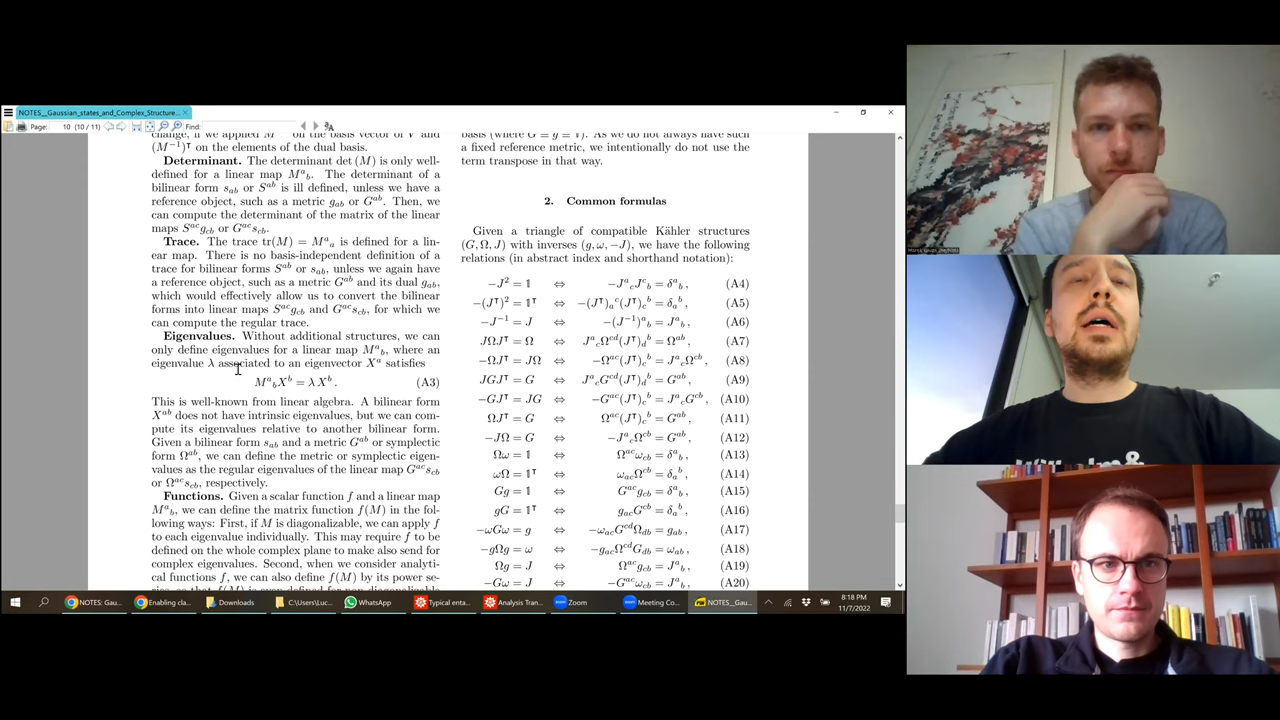 NOTES__Gaussian_states_and_Complex_Structure...
Page: 10 (10/11) Find:
(M⁻¹)ᵀ on the elements of the dual basis.
Determinant. The determinant det (M) is only well-
defined for a linear map Mᵃ_b. The determinant of a
bilinear form s_ab or Sᵃᵇ is ill defined, unless we have a
reference object, such as a metric g_ab or Gᵃᵇ. Then, we
can compute the determinant of the matrix of the linear
maps Sᵃᶜg_cb or Gᵃᶜs_cb.
Trace. The trace tr(M) = Mᵃ_a is defined for a lin-
ear map. There is no basis-independent definition of a
trace for bilinear forms Sᵃᵇ or s_ab, unless we again have
a reference object, such as a metric Gᵃᵇ and its dual g_ab,
which would effectively allow us to convert the bilinear
forms into linear maps Sᵃᶜg_cb and Gᵃᶜs_cb, for which we
can compute the regular trace.
Eigenvalues. Without additional structures, we can
only define eigenvalues for a linear map Mᵃ_b, where an
eigenvalue λ associated to an eigenvector Xᵃ satisfies
Mᵃ_bXᵇ = λ Xᵇ . (A3)
This is well-known from linear algebra. A bilinear form
Xᵃᵇ does not have intrinsic eigenvalues, but we can com-
pute its eigenvalues relative to another bilinear form.
Given a bilinear form s_ab and a metric Gᵃᵇ or symplectic
form Ωᵃᵇ, we can define the metric or symplectic eigen-
values as the regular eigenvalues of the linear map Gᵃᶜs_cb
or Ωᵃᶜs_cb, respectively.
Functions. Given a scalar function f and a linear map
Mᵃ_b, we can define the matrix function f(M) in the fol-
lowing ways: First, if M is diagonalizable, we can apply f
to each eigenvalue individually. This may require f to be
defined on the whole complex plane to make also send for
complex eigenvalues. Second, when we consider analyti-
cal functions f, we can also define f(M) by its power se-
basis (where G ≡ g ≡ 𝟙). As we do not always have such
a fixed reference metric, we intentionally do not use the
term transpose in that way.
2. Common formulas
Given a triangle of compatible Kähler structures
(G, Ω, J) with inverses (g, ω, −J), we have the following
relations (in abstract index and shorthand notation):
−J² = 𝟙 ⇔ −Jᵃ_cJᶜ_b = δᵃ_b , (A4)
−(Jᵀ)² = 𝟙ᵀ ⇔ −(Jᵀ)_aᶜ(Jᵀ)_cᵇ = δ_aᵇ , (A5)
−J⁻¹ = J ⇔ −(J⁻¹)ᵃ_b = Jᵃ_b , (A6)
JΩJᵀ = Ω ⇔ Jᵃ_cΩᶜᵈ(Jᵀ)_dᵇ = Ωᵃᵇ , (A7)
−ΩJᵀ = JΩ ⇔ −Ωᵃᶜ(Jᵀ)_cᵇ = Jᵃ_cΩᶜᵇ , (A8)
JGJᵀ = G ⇔ Jᵃ_cGᶜᵈ(Jᵀ)_dᵇ = Gᵃᵇ , (A9)
−GJᵀ = JG ⇔ −Gᵃᶜ(Jᵀ)_cᵇ = Jᵃ_cGᶜᵇ , (A10)
ΩJᵀ = G ⇔ Ωᵃᶜ(Jᵀ)_cᵇ = Gᵃᵇ , (A11)
−JΩ = G ⇔ −Jᵃ_cΩᶜᵇ = Gᵃᵇ , (A12)
Ωω = 𝟙 ⇔ Ωᵃᶜω_cb = δᵃ_b , (A13)
ωΩ = 𝟙ᵀ ⇔ ω_acΩᶜᵇ = δ_aᵇ , (A14)
Gg = 𝟙 ⇔ Gᵃᶜg_cb = δᵃ_b , (A15)
gG = 𝟙ᵀ ⇔ g_acGᶜᵇ = δ_aᵇ , (A16)
−ωGω = g ⇔ −ω_acGᶜᵈΩ_db = g_ab , (A17)
−gΩg = ω ⇔ −g_acΩᶜᵈG_db = ω_ab , (A18)
Ωg = J ⇔ Ωᵃᶜg_cb = Jᵃ_b , (A19)
−Gω = J ⇔ −Gᵃᶜω_cb = Jᵃ_b , (A20)
NOTES: Gau... Enabling cla... Downloads C:\Users\Luc... WhatsApp Typical enta... Analysis Tran... Zoom Meeting Co... NOTES__Gau...
8:18 PM
11/7/2022